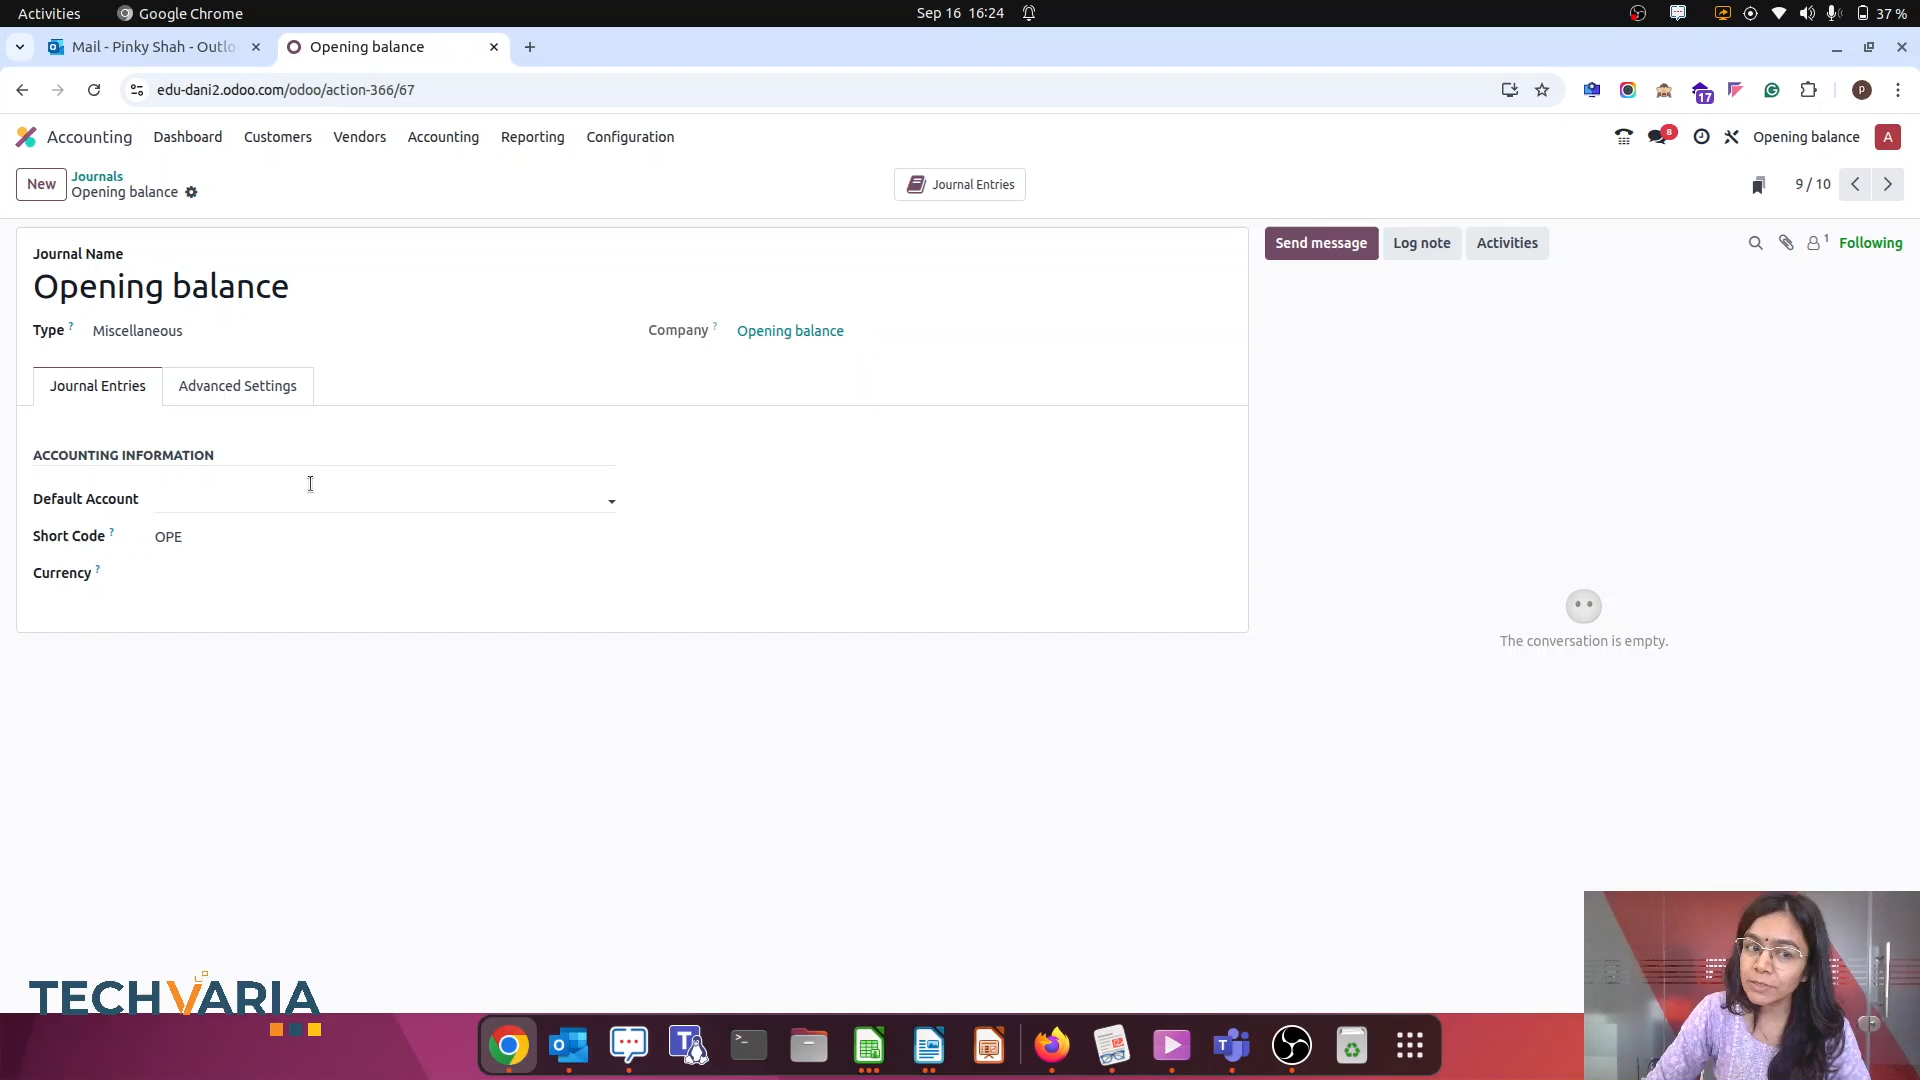 Activities
Google Chrome
Sep 16 16:24
37 %
Mail - Pinky Shah - Outlo
Opening balance
edu-dani2.odoo.com/odoo/action-366/67
17
P
Accounting
Dashboard
Customers
Vendors
Accounting
Reporting
Configuration
8
Opening balance
A
New
Journals
Opening balance
Journal Entries
9 / 10
Send message
Log note
Activities
1
Following
Journal Name
Opening balance
Type ?
Miscellaneous
Company ?
Opening balance
Journal Entries
Advanced Settings
ACCOUNTING INFORMATION
Default Account
Short Code ?
OPE
Currency ?
The conversation is empty.
TECHVARIA